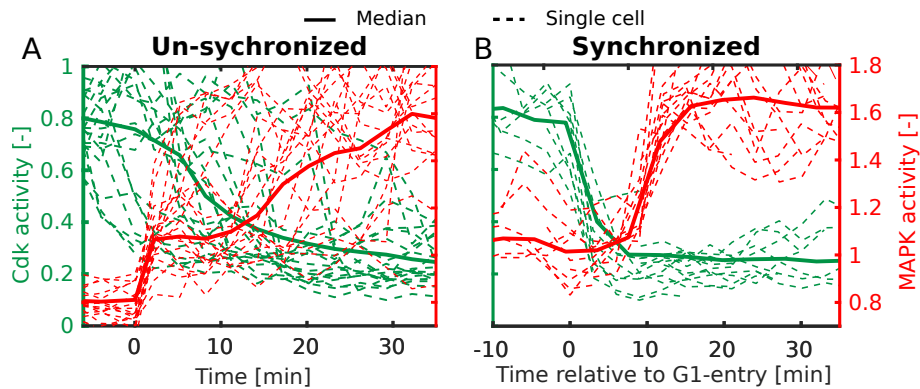 Median Single cell
A Un-sychronized B Synchronized
Cdk activity [-]
1
0.8
0.6
0.4
0.2
0
0 10 20 30
Time [min]
-10 0 10 20 30
Time relative to G1-entry [min]
1.8
1.6
1.4
1.2
1
0.8
MAPK activity [-]